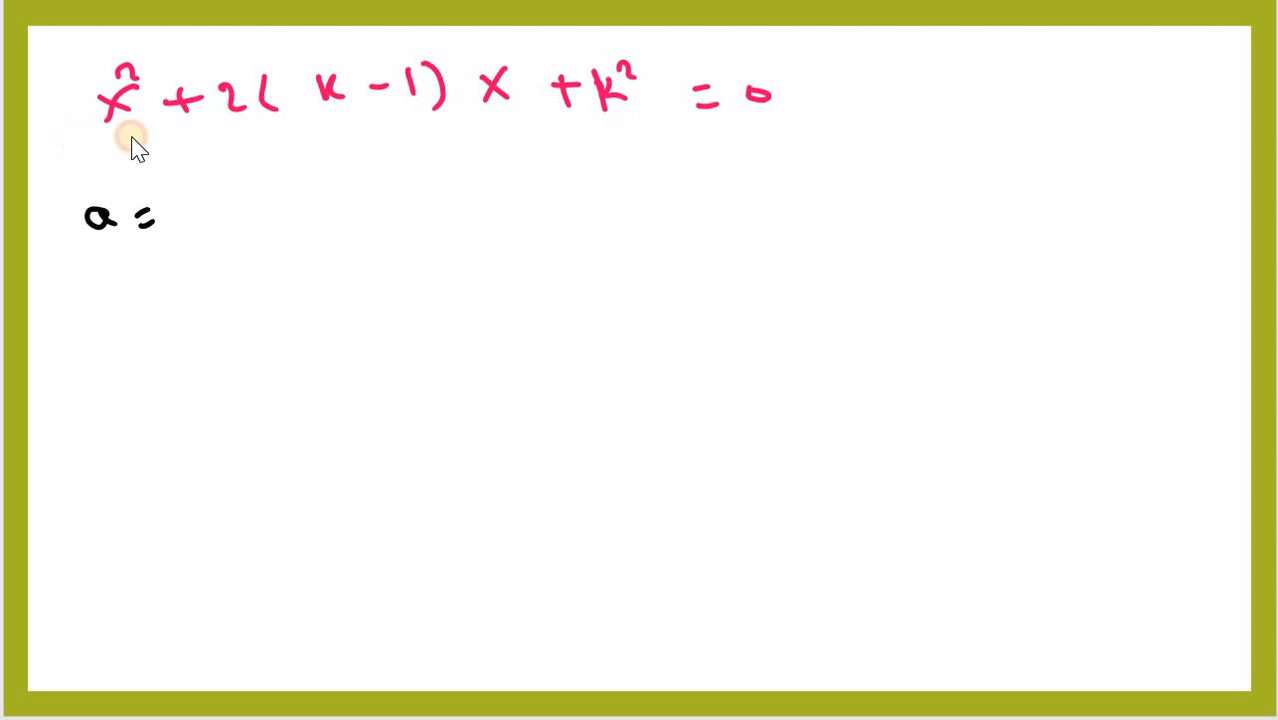 x² + 2(k - 1) x + k² = 0
a =